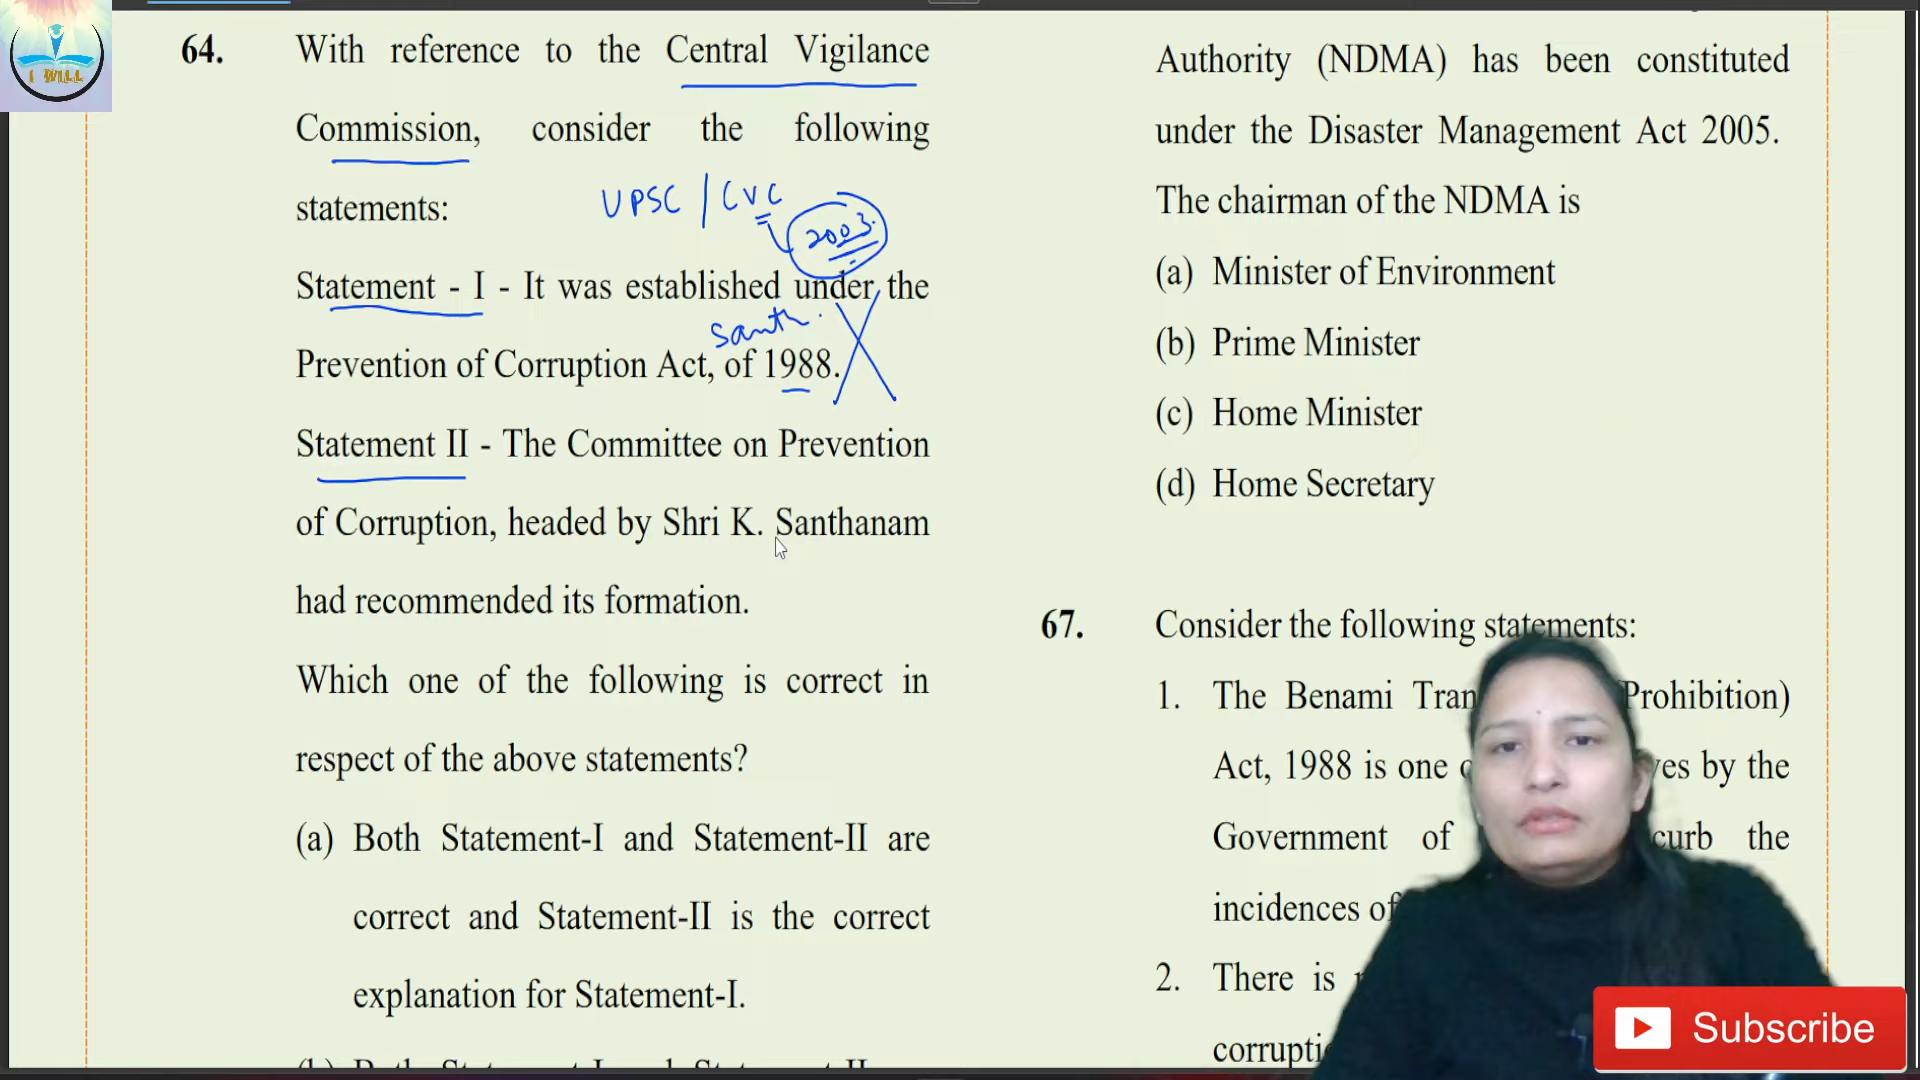 I WILL
64. With reference to the Central Vigilance
Commission, consider the following
statements:
UPSC / CVC
2003.
Statement - I - It was established under the
Santh.
Prevention of Corruption Act, of 1988.
Statement II - The Committee on Prevention
of Corruption, headed by Shri K. Santhanam
had recommended its formation.
Which one of the following is correct in
respect of the above statements?
(a) Both Statement-I and Statement-II are
correct and Statement-II is the correct
explanation for Statement-I.
Authority (NDMA) has been constituted
under the Disaster Management Act 2005.
The chairman of the NDMA is
(a) Minister of Environment
(b) Prime Minister
(c) Home Minister
(d) Home Secretary
67. Consider the following statements:
1. The Benami Tran Prohibition)
Act, 1988 is one by the
Government of curb the
incidences of
2. There is
Subscribe